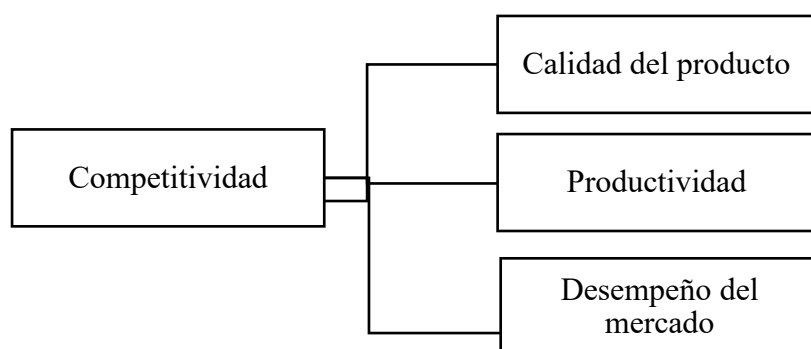 Calidad del producto
Competitividad
Productividad
Desempeño del
mercado